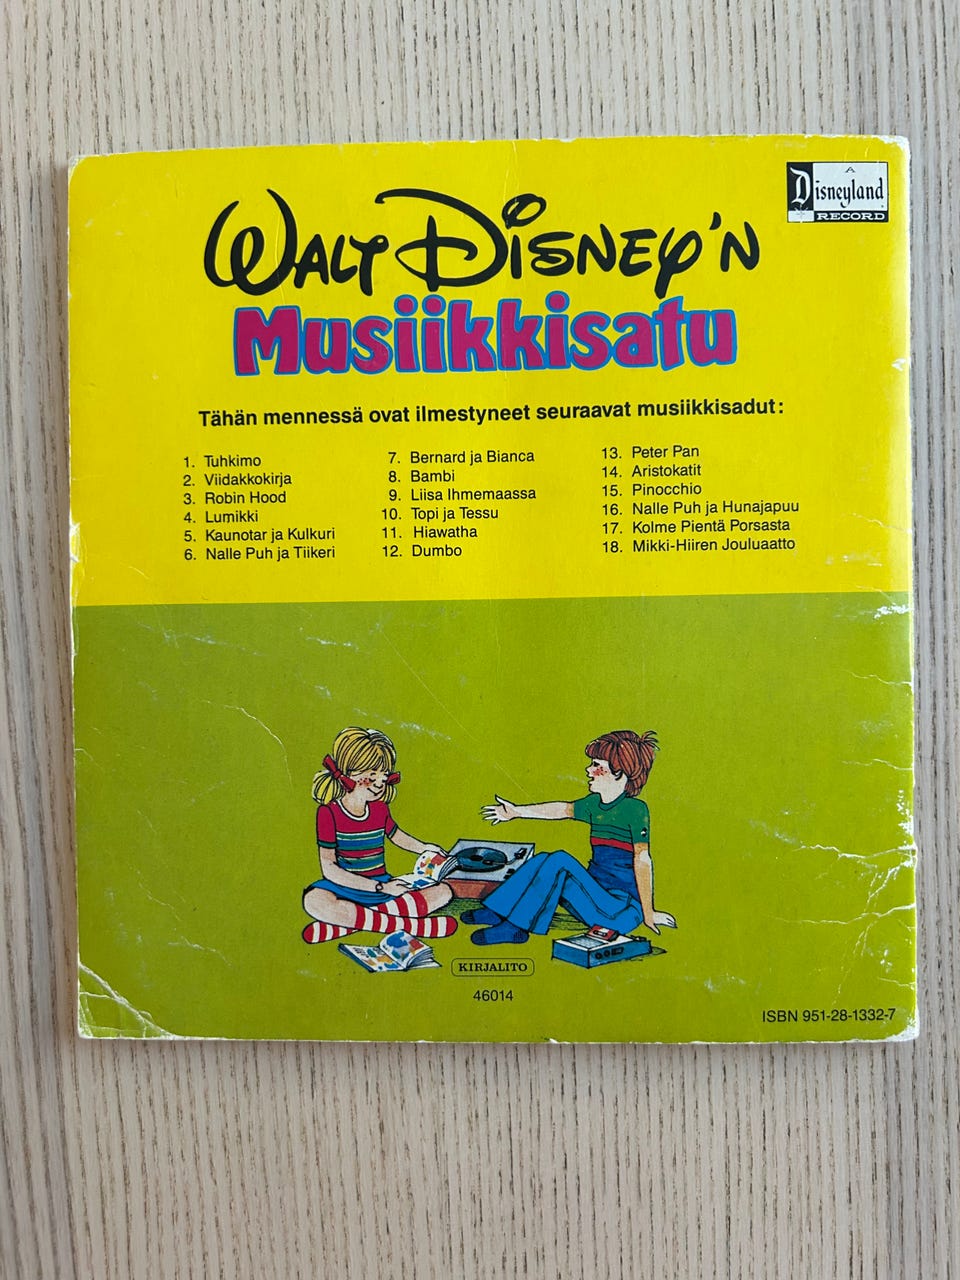 A
Disneyland
RECORD
WALT DISNEY'N
Musiikkisatu
Tähän mennessä ovat ilmestyneet seuraavat musiikkisadut:
1. Tuhkimo
2. Viidakkokirja
3. Robin Hood
4. Lumikki
5. Kaunotar ja Kulkuri
6. Nalle Puh ja Tiikeri
7. Bernard ja Bianca
8. Bambi
9. Liisa Ihmemaassa
10. Topi ja Tessu
11. Hiawatha
12. Dumbo
13. Peter Pan
14. Aristokatit
15. Pinocchio
16. Nalle Puh ja Hunajapuu
17. Kolme Pientä Porsasta
18. Mikki-Hiiren Jouluaatto
KIRJALITO
46014
ISBN 951-28-1332-7